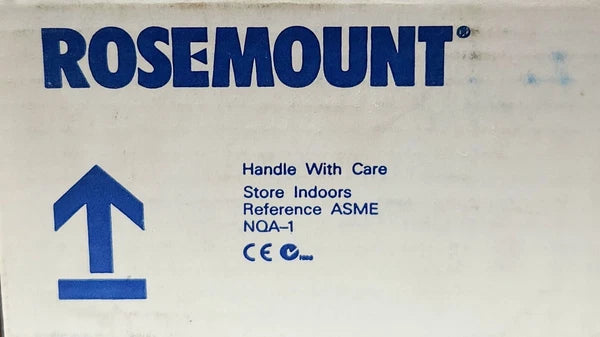 ROSEMOUNT®
Handle With Care
Store Indoors
Reference ASME
NQA-1
CE